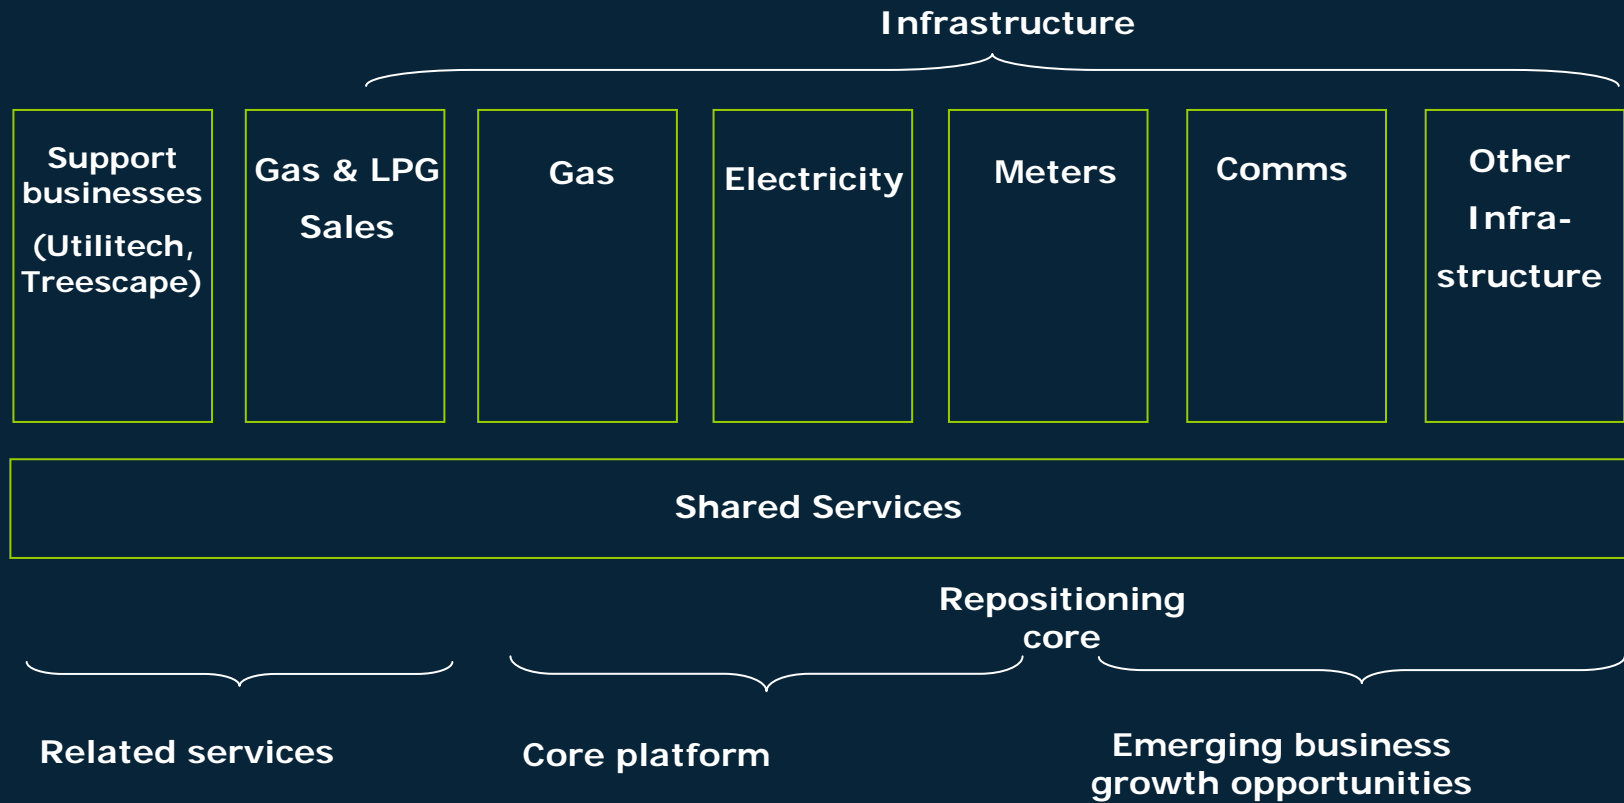 Infrastructure
Support
businesses
(Utilitech,
Treescape)
Gas & LPG
Sales
Gas
Electricity
Meters
Comms
Other
Infra-
structure
Shared Services
Repositioning
core
Related services
Core platform
Emerging business
growth opportunities